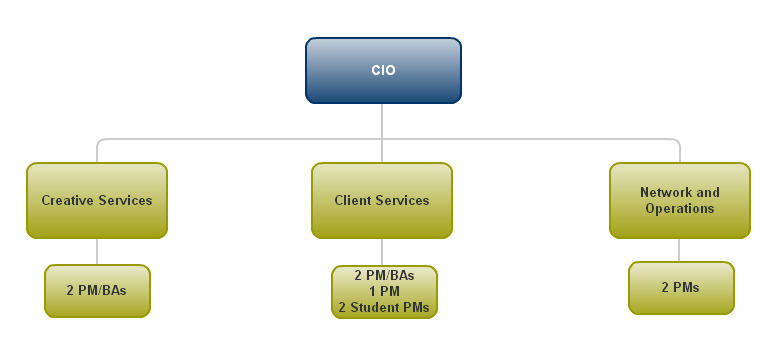 CIO
Creative Services
Client Services
Network and
Operations
2 PM/BAs
2 PM/BAs
1 PM
2 Student PMs
2 PMs